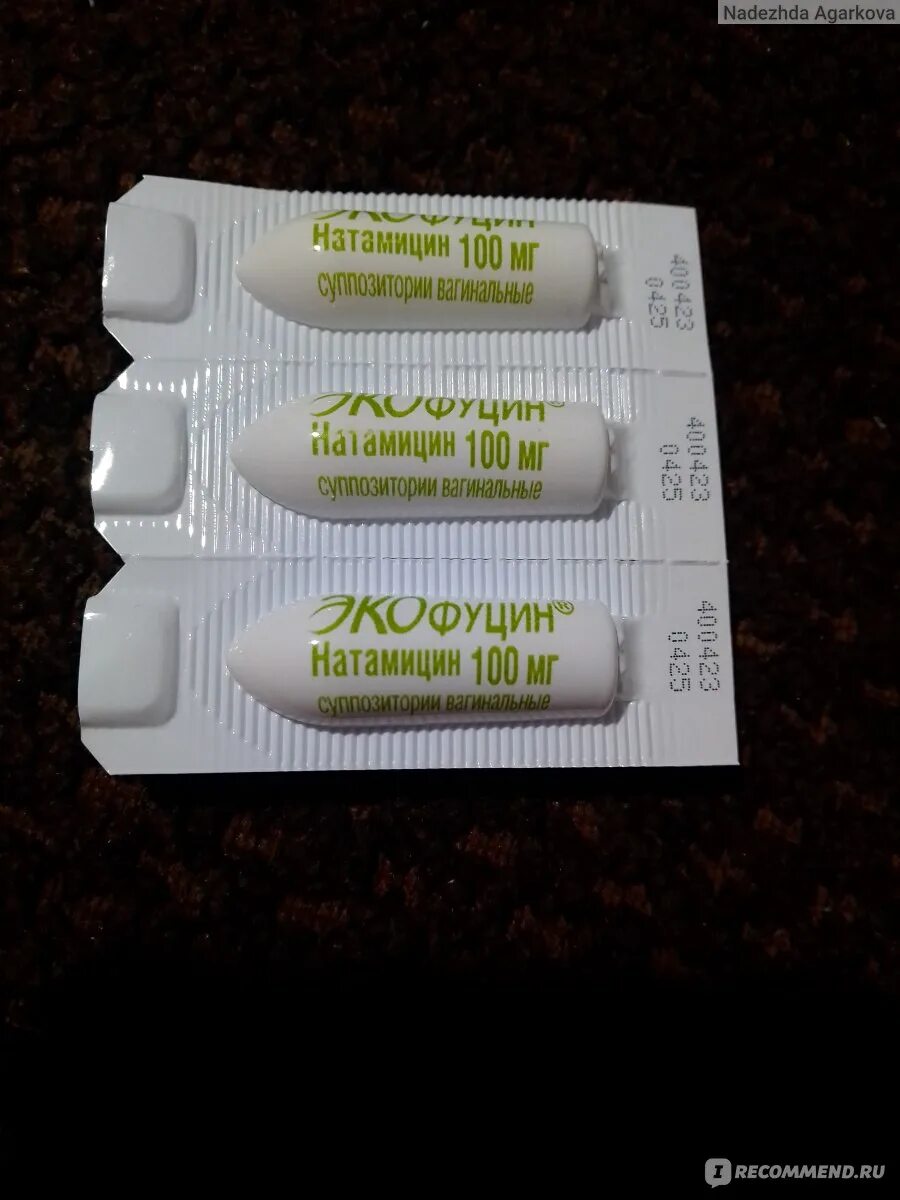 Nadezhda Agarkova
ЭКОФУЦИН
Натамицин 100 мг
суппозитории вагинальные
400423
0425
ЭКОФУЦИН®
Натамицин 100 мг
суппозитории вагинальные
400423
0425
ЭКОФУЦИН®
Натамицин 100 мг
суппозитории вагинальные
400423
0425
IRECOMMEND.RU